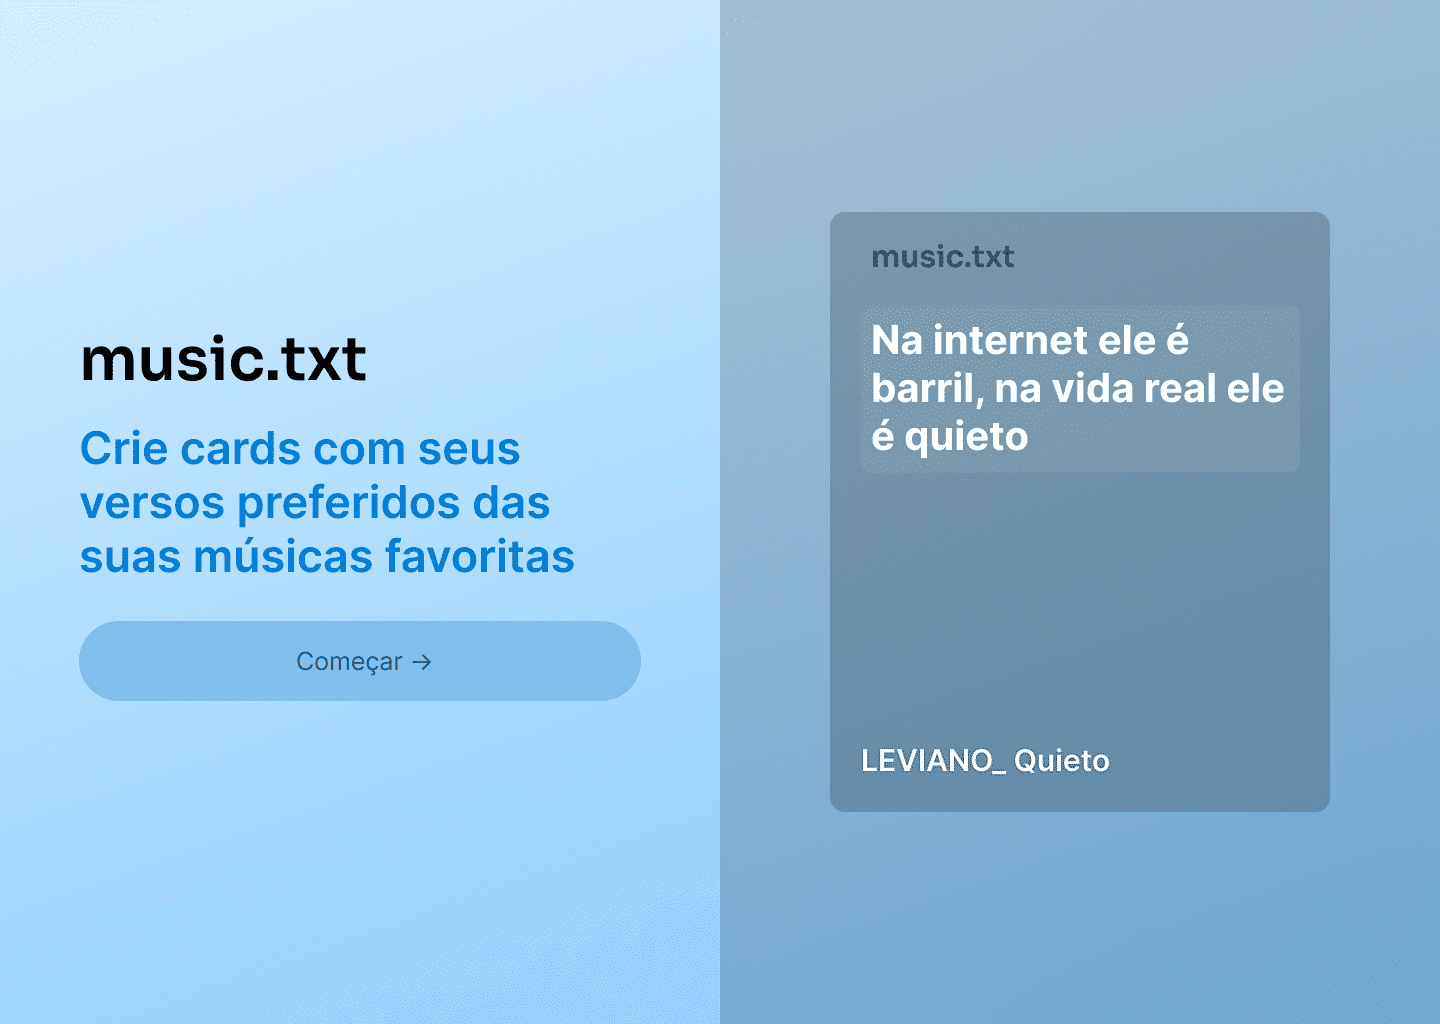 music.txt
Crie cards com seus
versos preferidos das
suas músicas favoritas
Começar →
music.txt
Na internet ele é
barril, na vida real ele
é quieto
LEVIANO_ Quieto